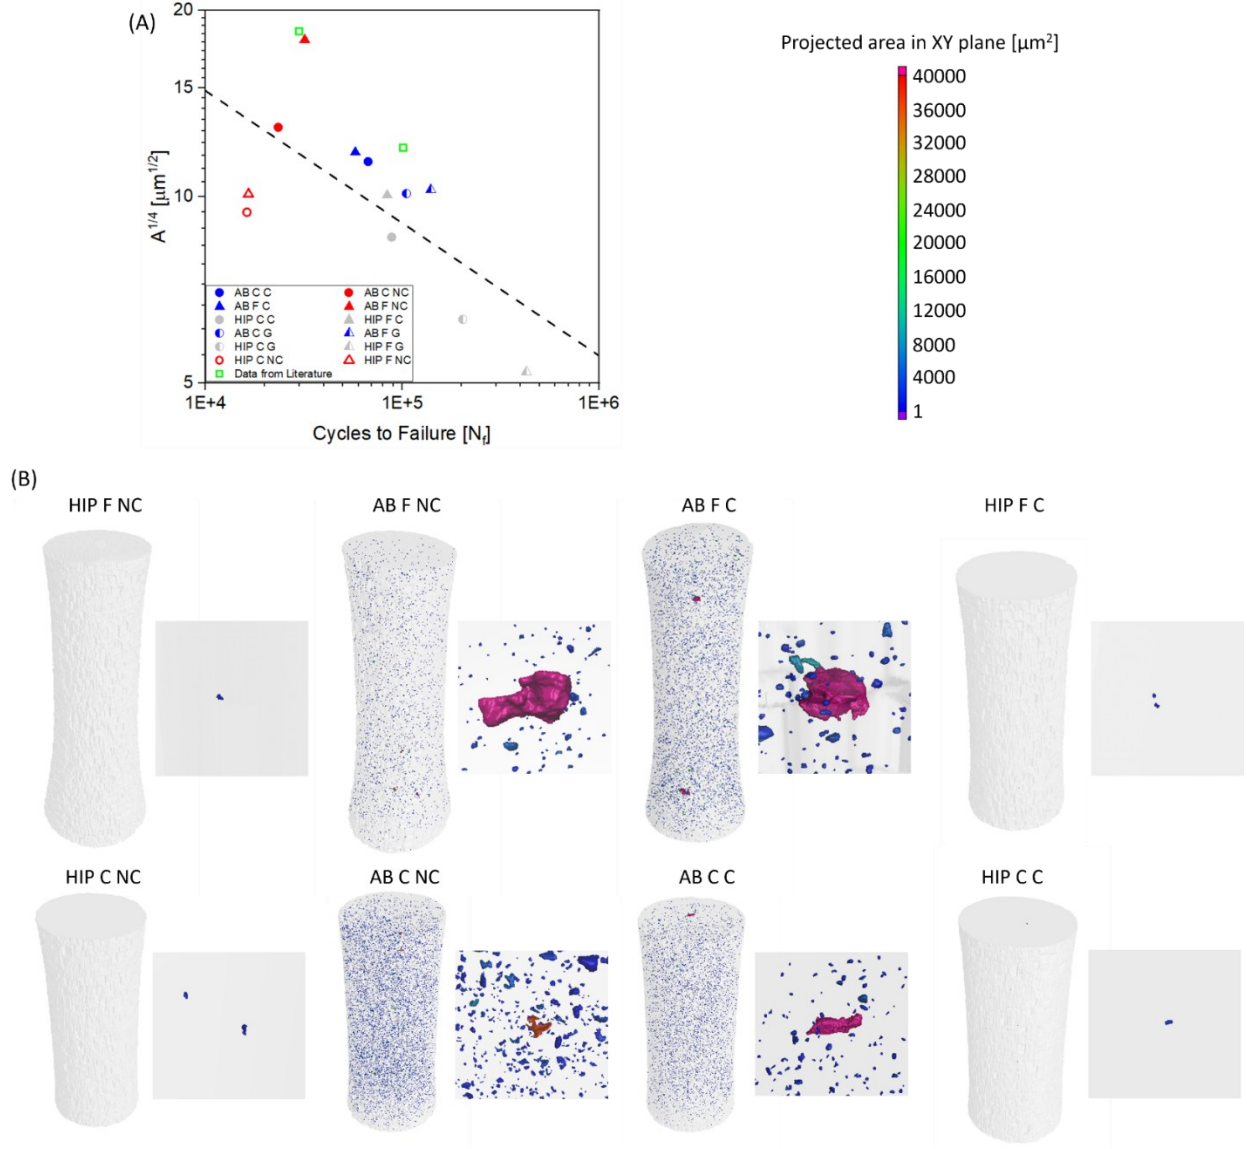 (A)
20
15
10
5
A^1/4 [μm^1/2]
1E+4 1E+5 1E+6
Cycles to Failure [N_f]
AB C C AB C NC
AB F C AB F NC
HIP C C HIP F C
AB C G AB F G
HIP C G HIP F G
HIP C NC HIP F NC
Data from Literature
Projected area in XY plane [μm²]
40000
36000
32000
28000
24000
20000
16000
12000
8000
4000
1
(B)
HIP F NC AB F NC AB F C HIP F C
HIP C NC AB C NC AB C C HIP C C